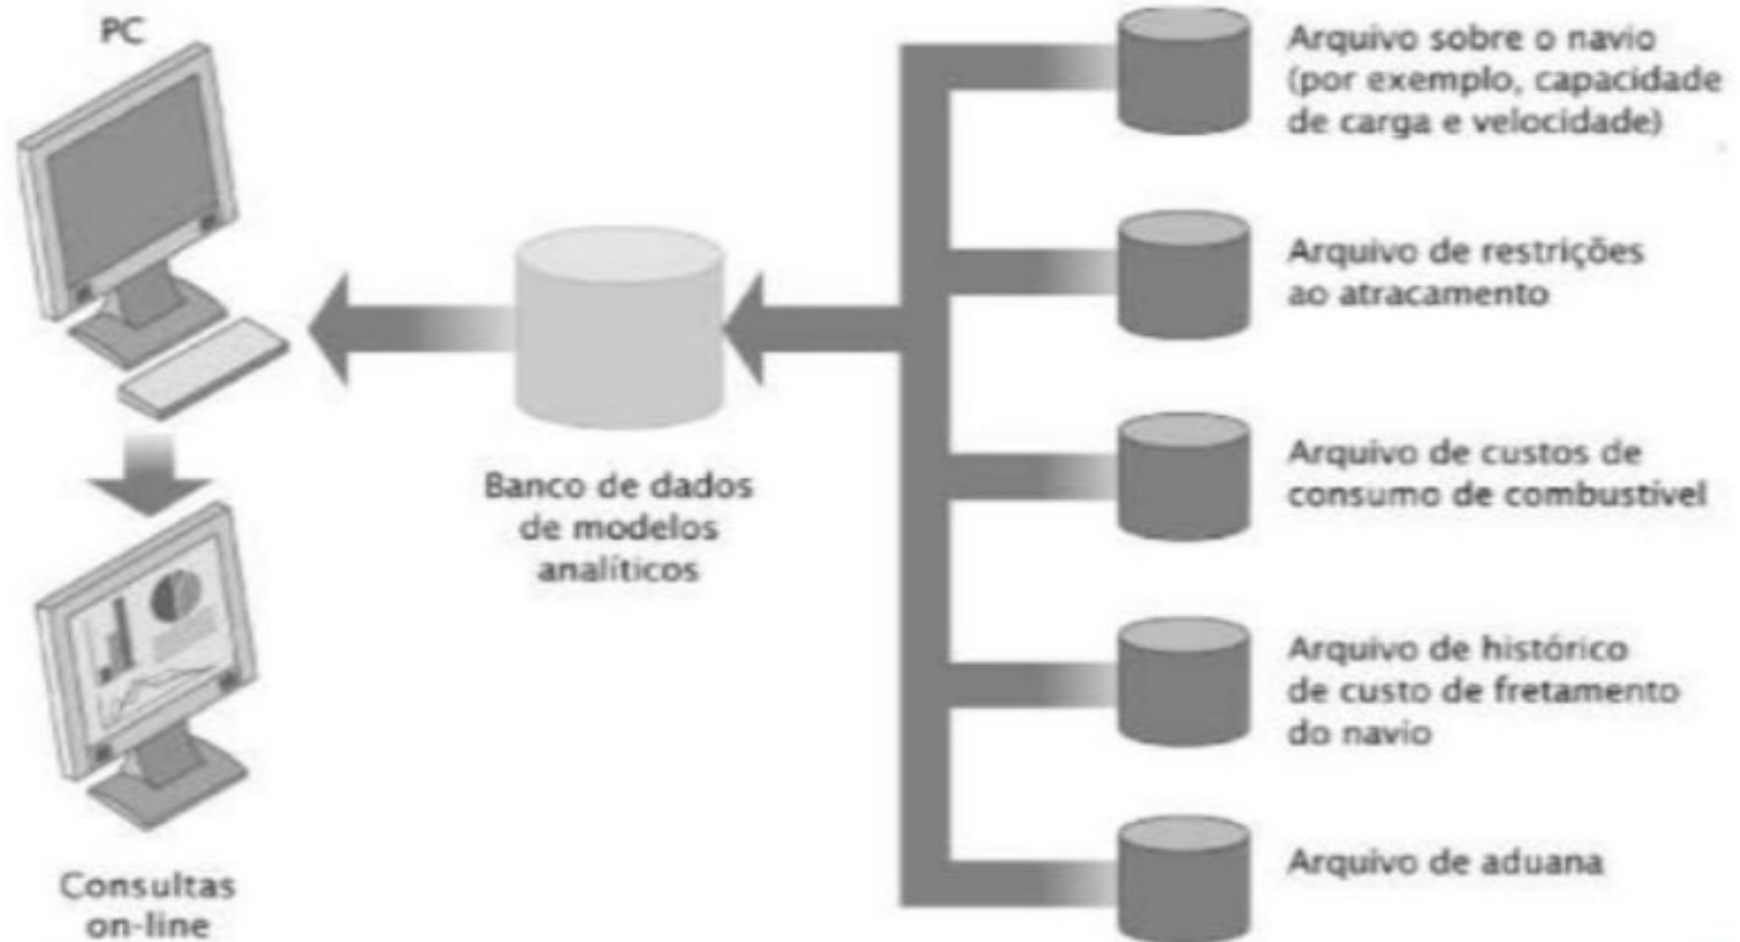 PC
Arquivo sobre o navio
(por exemplo, capacidade
de carga e velocidade)
Arquivo de restrições
ao atracamento
Arquivo de custos de
consumo de combustível
Banco de dados
de modelos
analíticos
Arquivo de histórico
de custo de fretamento
do navio
Arquivo de aduana
Consultas
on-line